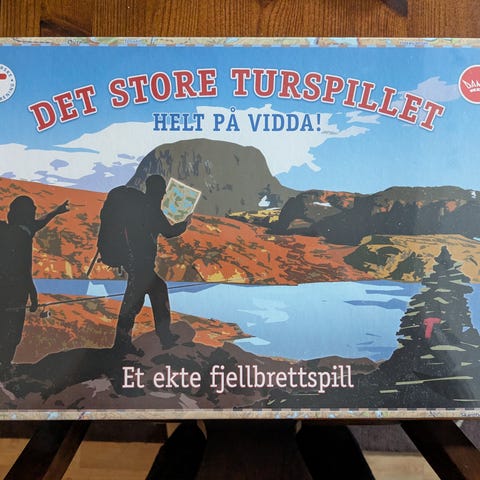 DET STORE TURSPILLET
HELT PÅ VIDDA!
T
Et ekte fjellbrettspill